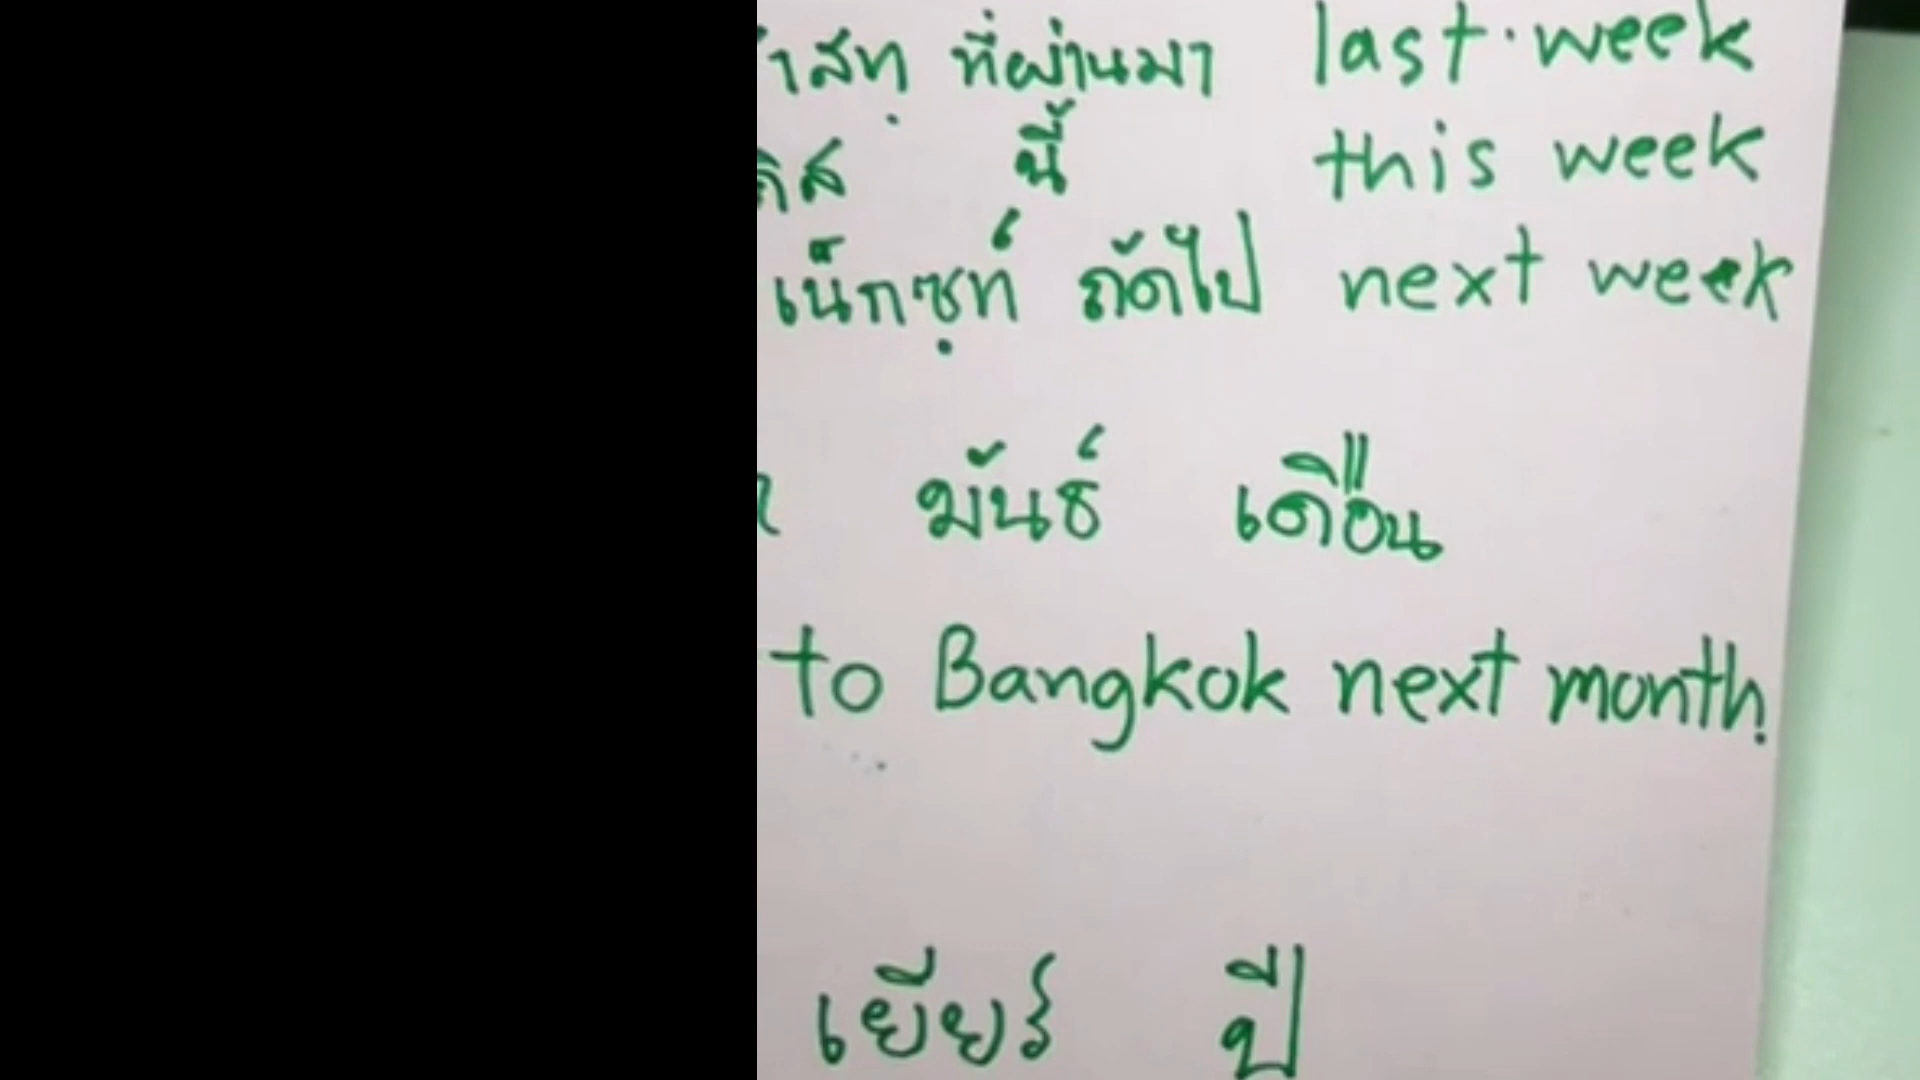 ที่ผ่านมา last week
นี้ this week
เน็กซฺท์ ถัดไป next week
มันธ์ เดือน
to Bangkok next month.
เยียร์ ปี